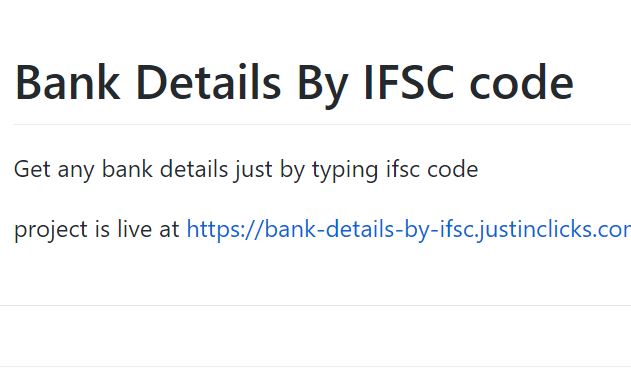 Bank Details By IFSC code
Get any bank details just by typing ifsc code
project is live at https://bank-details-by-ifsc.justinclicks.com